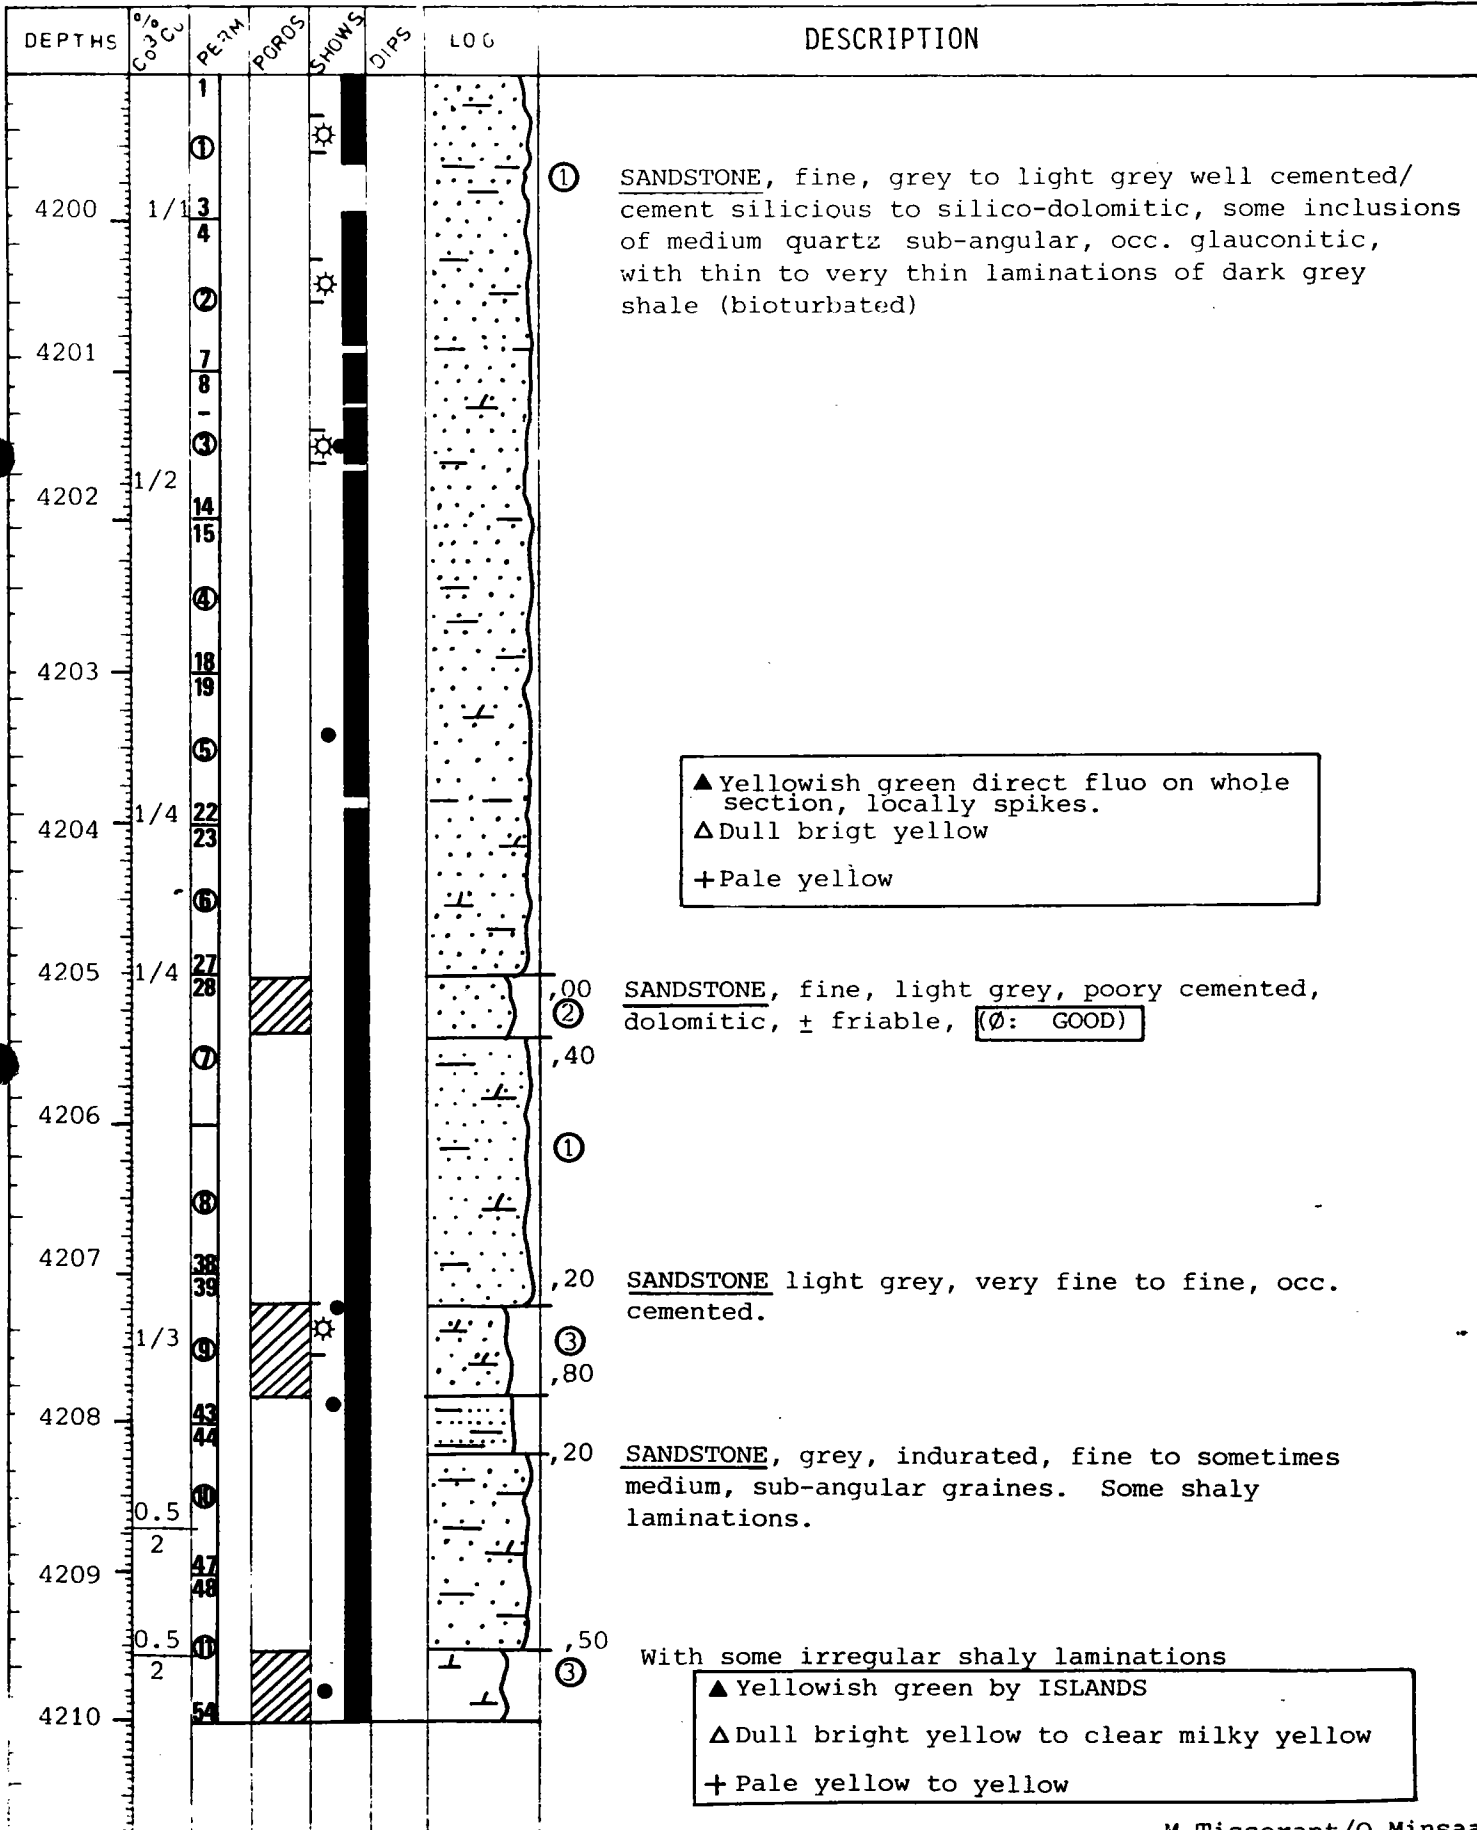 DEPTHS % Co3Ca PERM POROS SHOWS DIPS LOG DESCRIPTION
1
①
① SANDSTONE, fine, grey to light grey well cemented/
4200 1/1 3 cement silicious to silico-dolomitic, some inclusions
4 of medium quartz sub-angular, occ. glauconitic,
with thin to very thin laminations of dark grey
② shale (bioturbated)
4201 7
8
-
③
1/2
4202 14
15
④
4203 18
19
⑤
▲ Yellowish green direct fluo on whole
section, locally spikes.
4204 1/4 22
23
△ Dull brigt yellow
+ Pale yellow
⑥
4205 1/4 27
28
,00 SANDSTONE, fine, light grey, poory cemented,
② dolomitic, ± friable, (Ø: GOOD)
⑦ ,40
4206
①
⑧
4207 38
39
,20 SANDSTONE light grey, very fine to fine, occ.
cemented.
1/3 ⑨ ③
,80
4208 43
44
,20 SANDSTONE, grey, indurated, fine to sometimes
medium, sub-angular graines. Some shaly
laminations.
⑩
0.5
2
4209 47
48
0.5 ⑪ ,50 With some irregular shaly laminations
2 ③
▲ Yellowish green by ISLANDS
4210 54
△ Dull bright yellow to clear milky yellow
+ Pale yellow to yellow
M Tisserant/O